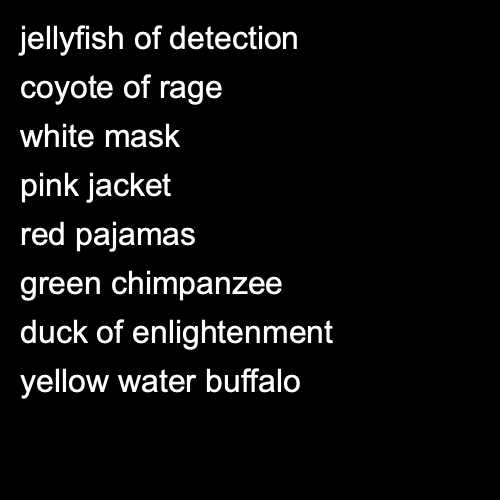 jellyfish of detection
coyote of rage
white mask
pink jacket
red pajamas
green chimpanzee
duck of enlightenment
yellow water buffalo